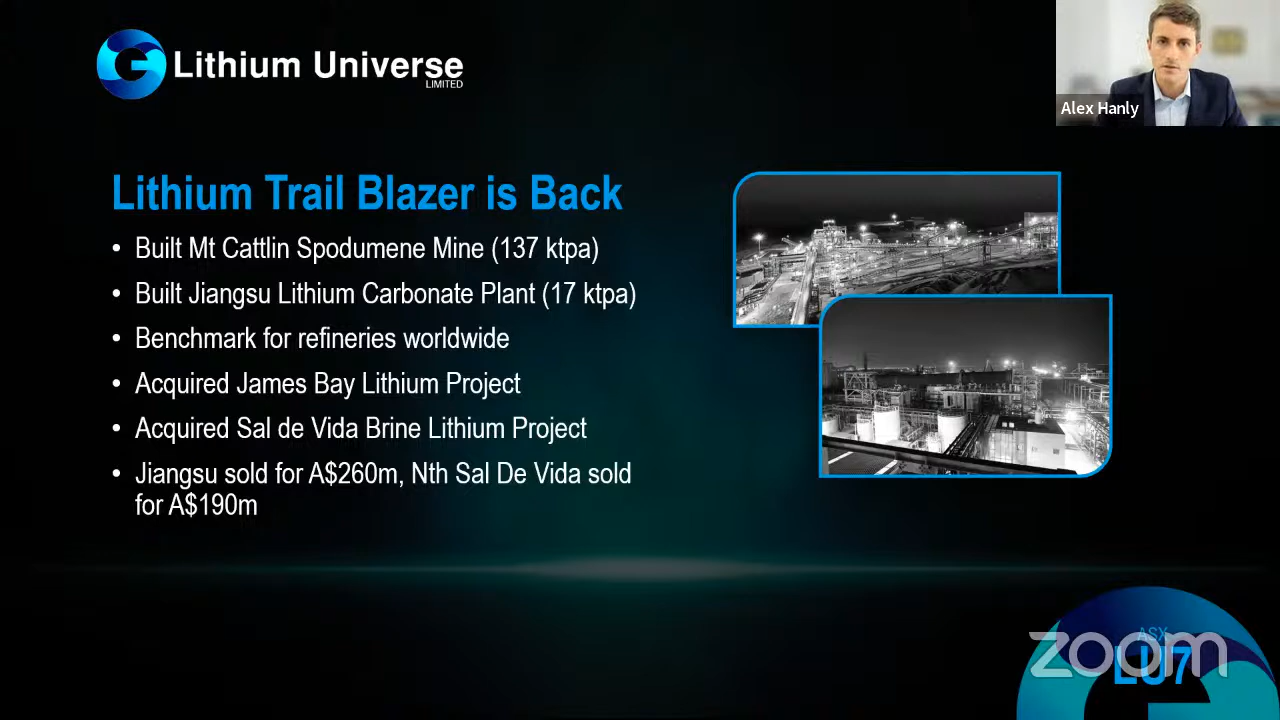 Lithium Universe
LIMITED
Alex Hanly
Lithium Trail Blazer is Back
• Built Mt Cattlin Spodumene Mine (137 ktpa)
• Built Jiangsu Lithium Carbonate Plant (17 ktpa)
• Benchmark for refineries worldwide
• Acquired James Bay Lithium Project
• Acquired Sal de Vida Brine Lithium Project
• Jiangsu sold for A$260m, Nth Sal De Vida sold
for A$190m
ASX
LU7
zoom